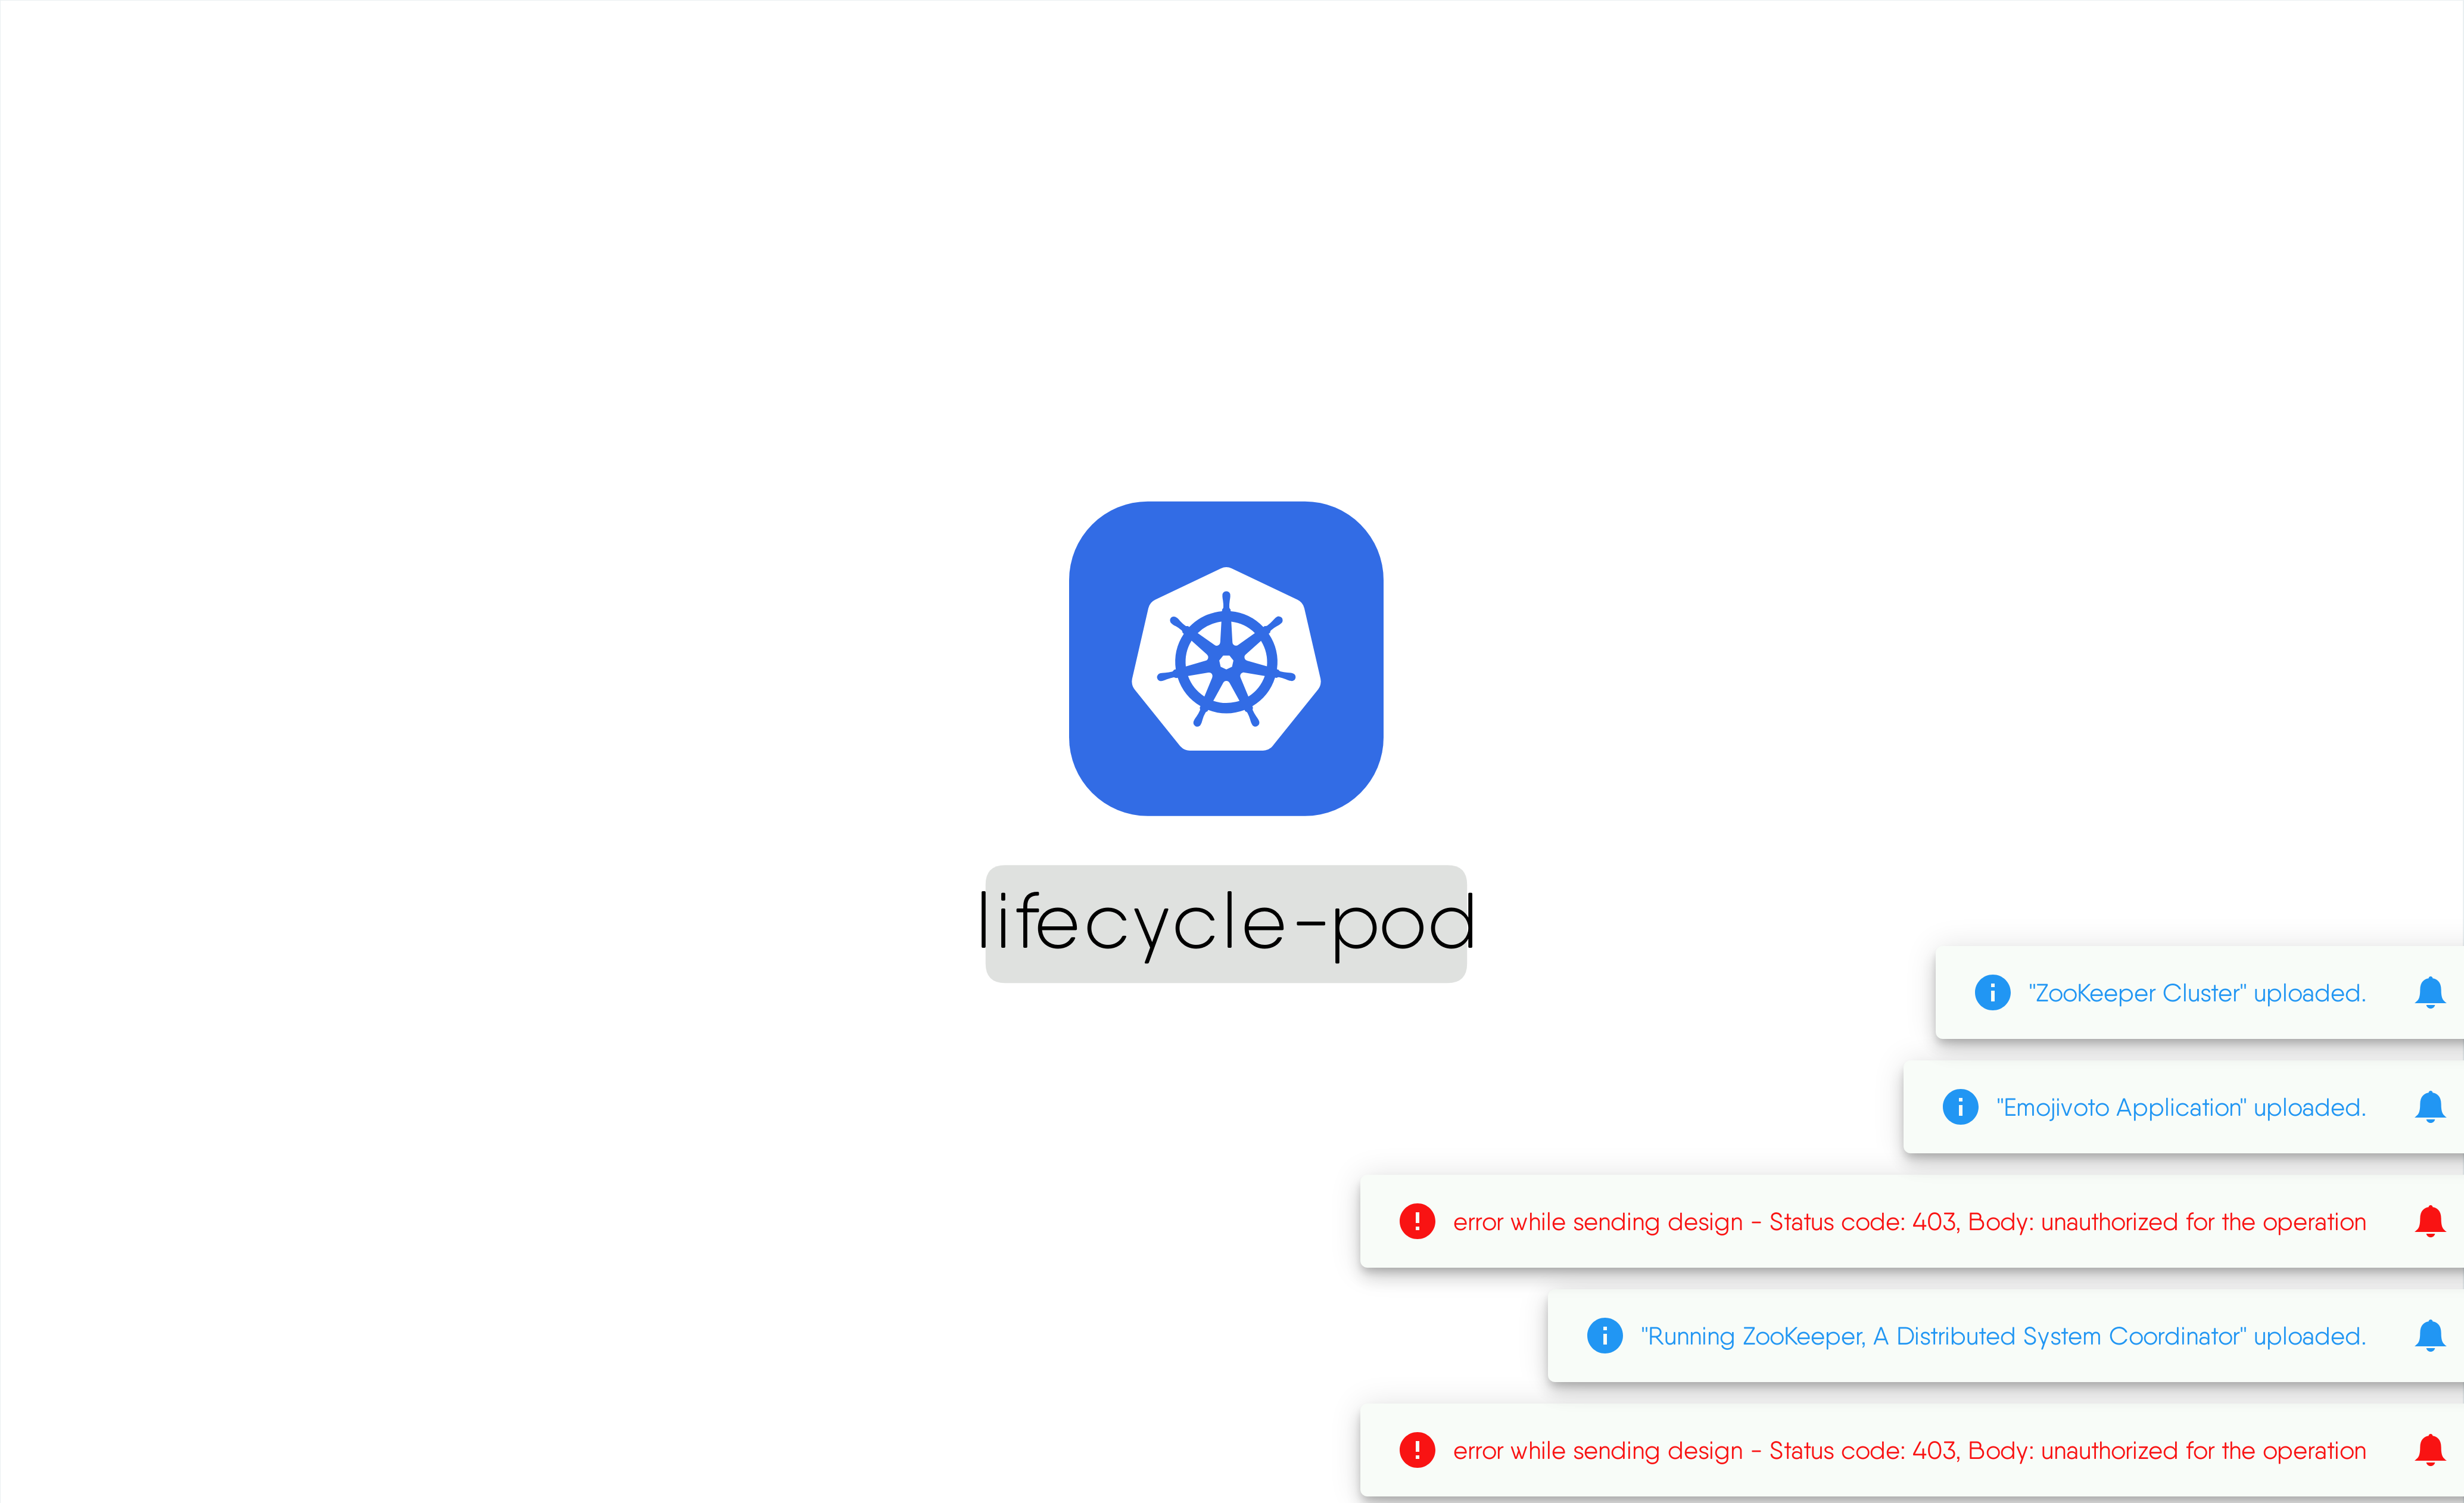 lifecycle-pod
"ZooKeeper Cluster" uploaded.
"Emojivoto Application" uploaded.
error while sending design - Status code: 403, Body: unauthorized for the operation
"Running ZooKeeper, A Distributed System Coordinator" uploaded.
error while sending design - Status code: 403, Body: unauthorized for the operation